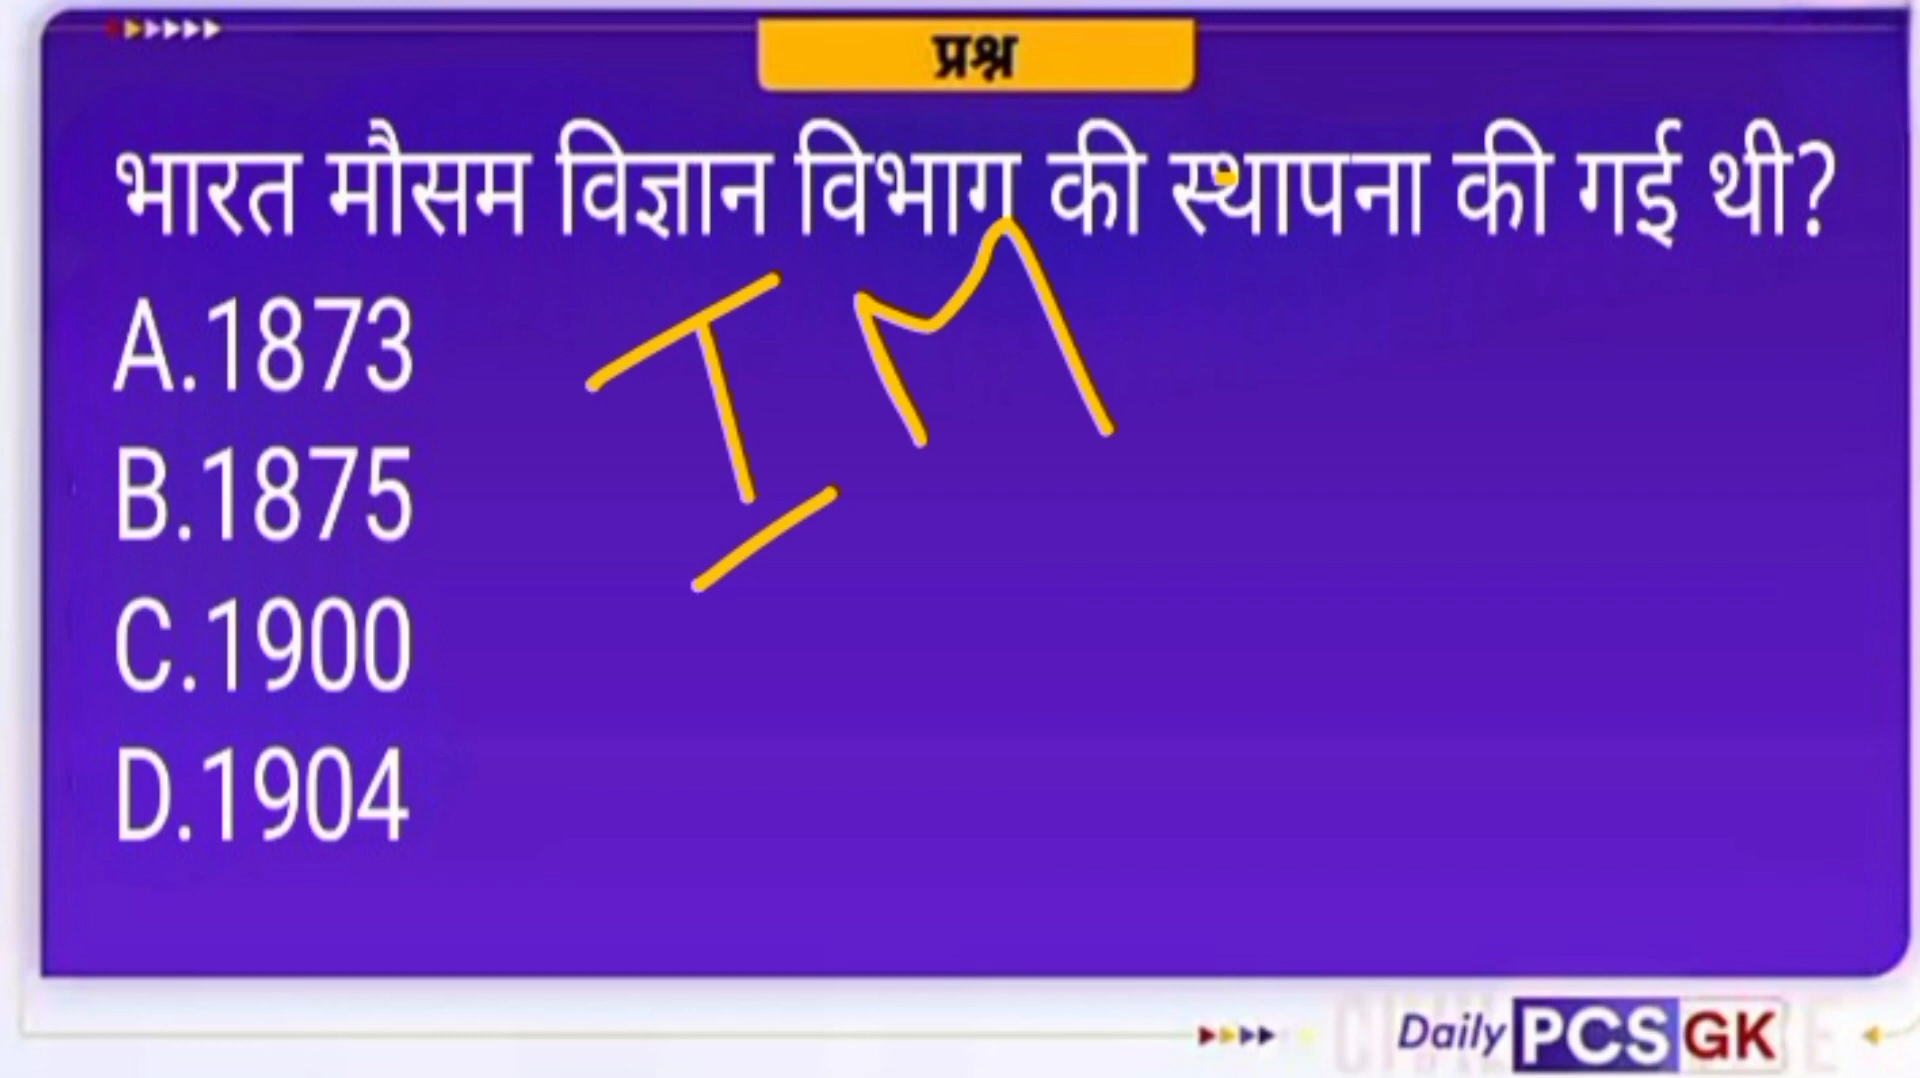 प्रश्न
भारत मौसम विज्ञान विभाग की स्थापना की गई थी?
A.1873
B.1875
C.1900
D.1904
IM
Daily PCS GK